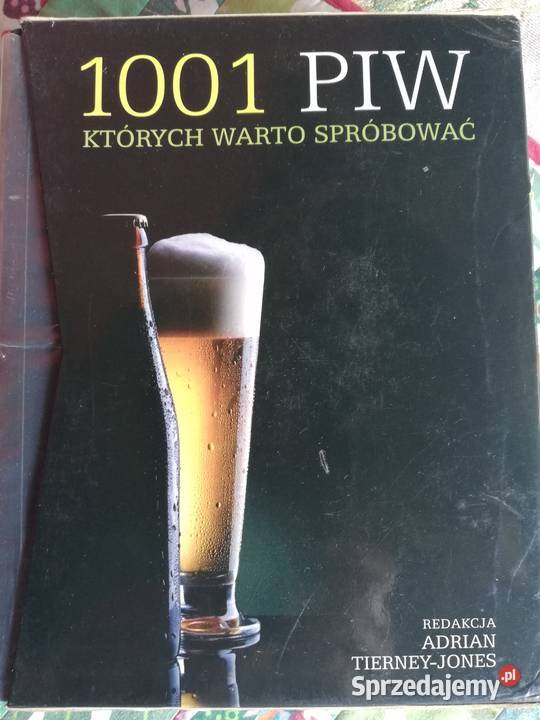 1001 PIW
KTÓRYCH WARTO SPRÓBOWAĆ
REDAKCJA
ADRIAN
TIERNEY-JONES
Sprzedajemy.pl